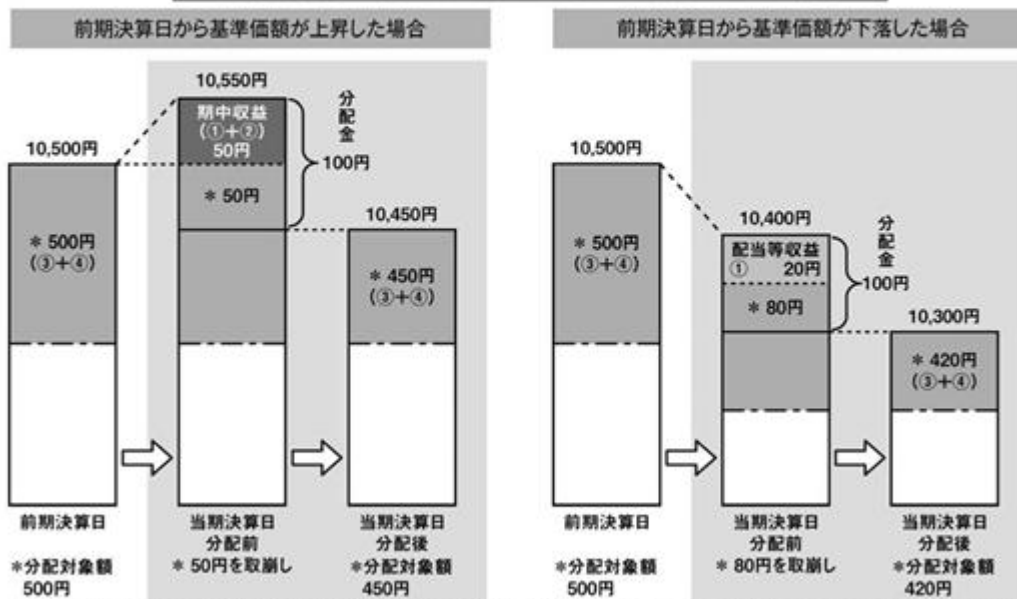 前期決算日から基準価額が上昇した場合
10,550円
期中収益
(①+②)
50円
分配金
100円
10,500円
* 50円
10,450円
* 500円
(③+④)
* 450円
(③+④)
前期決算日
当期決算日
分配前
当期決算日
分配後
*分配対象額
500円
* 50円を取崩し
*分配対象額
450円
前期決算日から基準価額が下落した場合
10,500円
10,400円
配当等収益
① 20円
分配金
100円
* 500円
(③+④)
* 80円
10,300円
* 420円
(③+④)
前期決算日
当期決算日
分配前
当期決算日
分配後
*分配対象額
500円
* 80円を取崩し
*分配対象額
420円